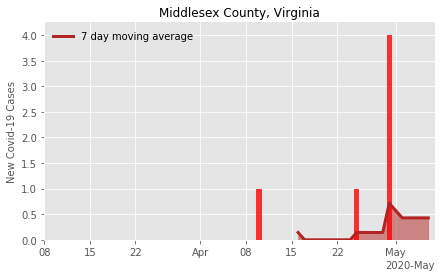 Middlesex County, Virginia
7 day moving average
New Covid-19 Cases
4.0
3.5
3.0
2.5
2.0
1.5
1.0
0.5
0.0
08 15 22 Apr 08 15 22 May
2020-May